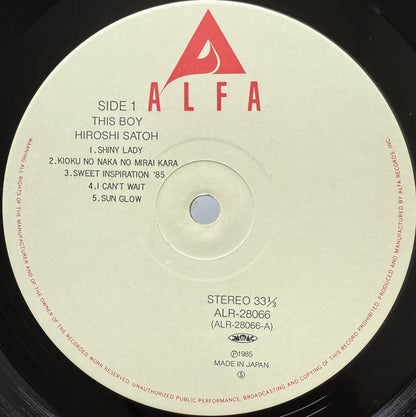 ALFA
SIDE 1
THIS BOY
HIROSHI SATOH
1.SHINY LADY
2.KIOKU NO NAKA NO MIRAI KARA
3.SWEET INSPIRATION '85
4.I CAN'T WAIT
5.SUN GLOW
STEREO 33⅓
ALR-28066
(ALR-28066-A)
℗1985
MADE IN JAPAN
Ⓢ
WARNING: ALL RIGHTS OF THE MANUFACTURER AND OF THE OWNER OF THE RECORDED WORK RESERVED. UNAUTHORIZED PUBLIC PERFORMANCE, BROADCASTING AND COPYING OF THIS RECORD PROHIBITED. PRODUCED AND MANUFACTURED BY ALFA RECORDS, INC.